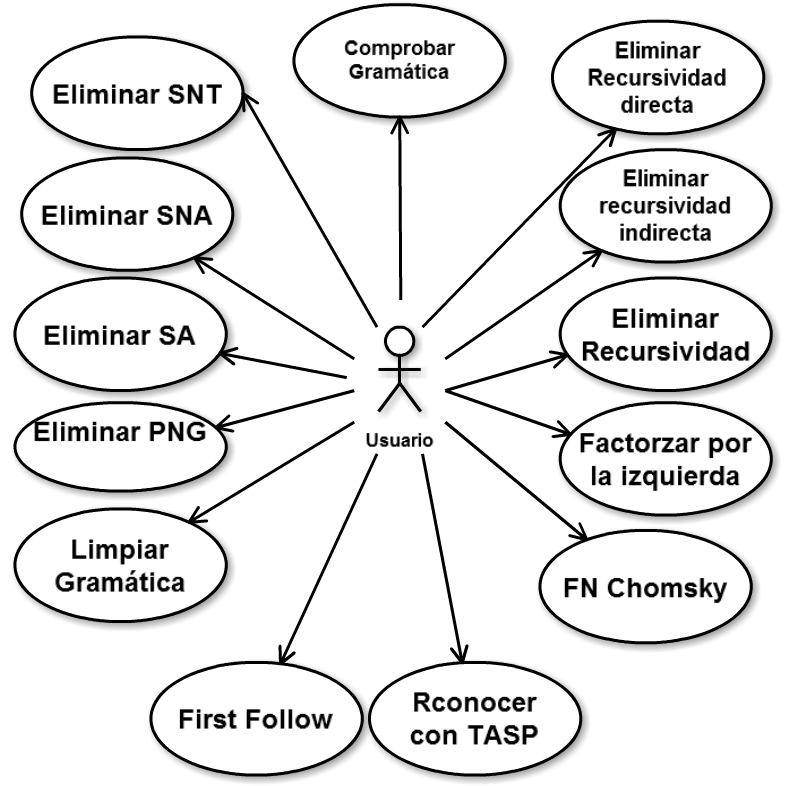 Comprobar
Gramática
Eliminar
Recursividad
directa
Eliminar SNT
Eliminar
recursividad
indirecta
Eliminar SNA
Eliminar SA
Eliminar
Recursividad
Eliminar PNG
Usuario
Factorzar por
la izquierda
Limpiar
Gramática
FN Chomsky
First Follow
Rconocer
con TASP